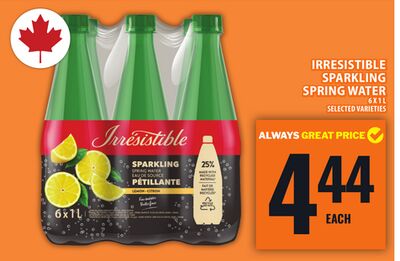 IRRESISTIBLE
SPARKLING
SPRING WATER
6 X 1 L
SELECTED VARIETIES
ALWAYS GREAT PRICE
4 44
EACH
Irresistible
SPARKLING
SPRING WATER
EAU DE SOURCE
PÉTILLANTE
LEMON • CITRON
6x1L
25%
MADE WITH
RECYCLED
MATERIAL*
FAIT DE
MATIÈRES
RECYCLÉES*